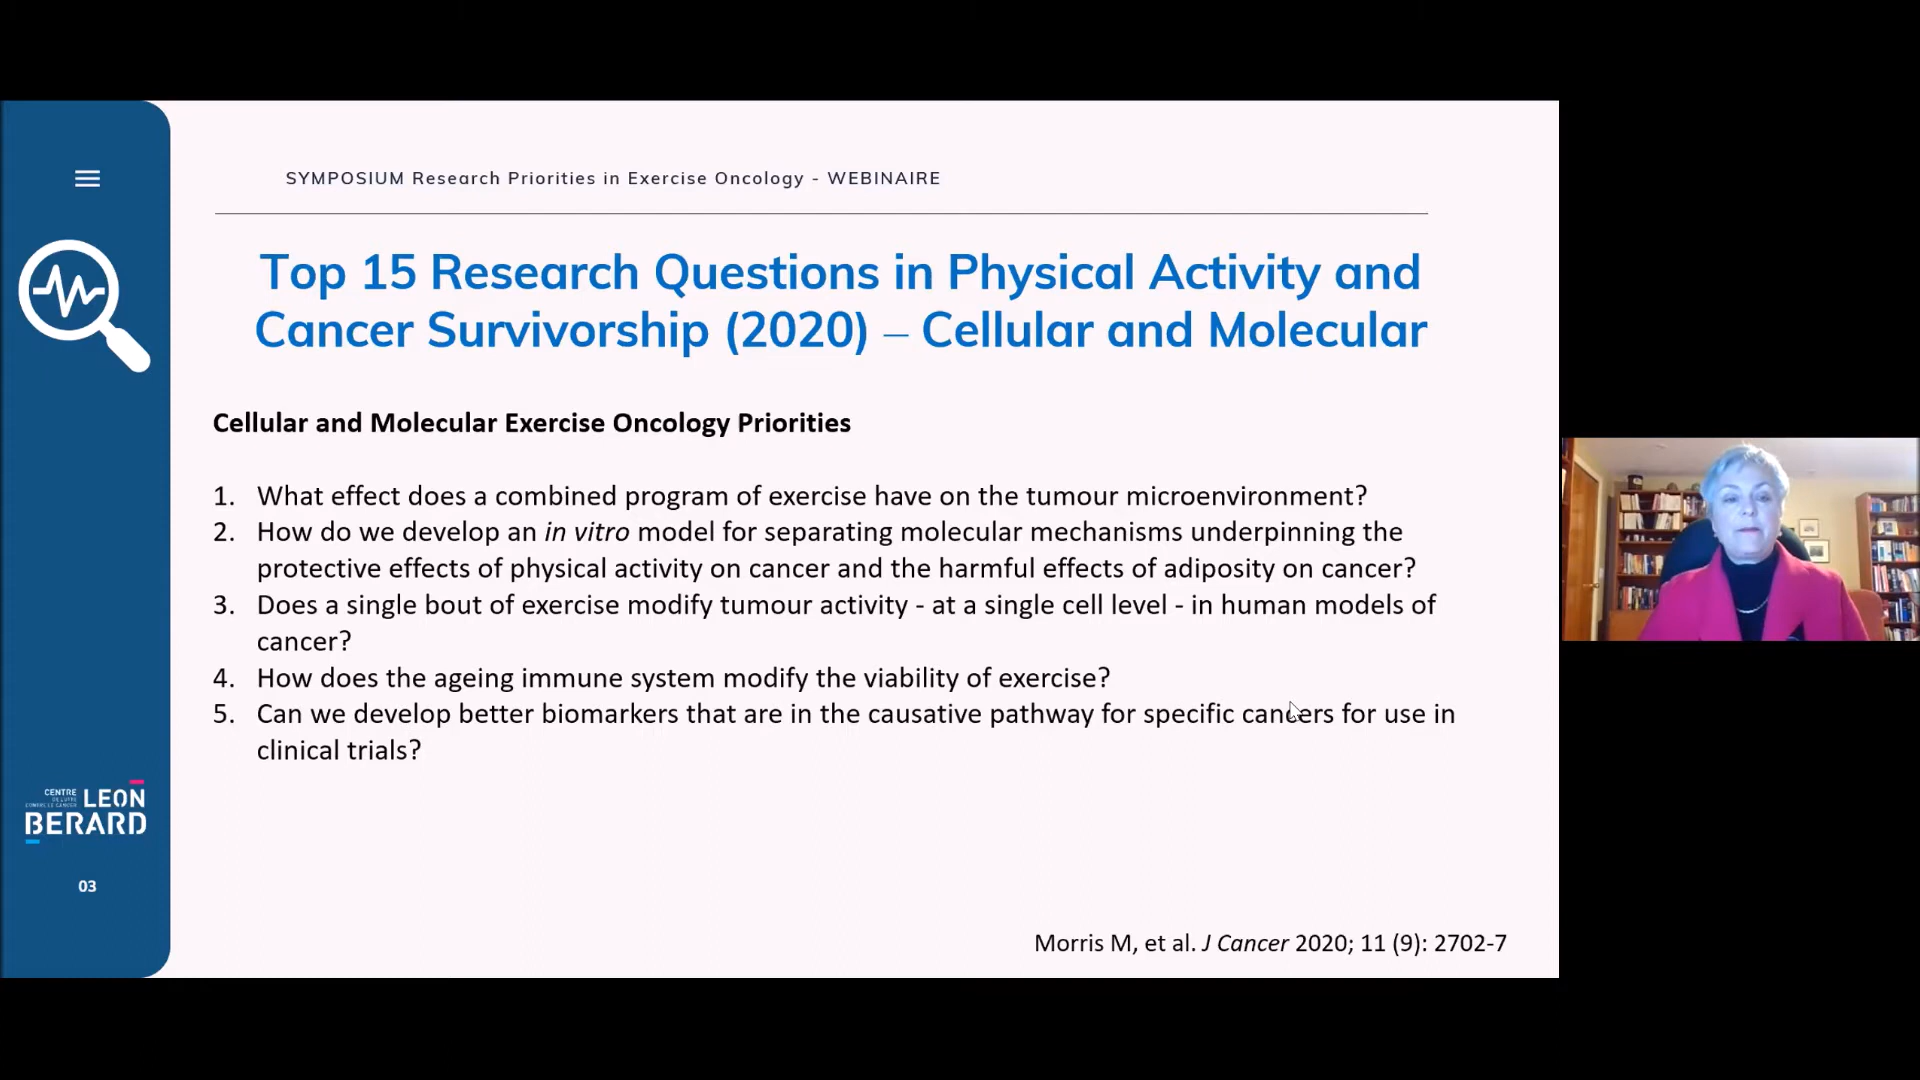 SYMPOSIUM Research Priorities in Exercise Oncology - WEBINAIRE
Top 15 Research Questions in Physical Activity and
Cancer Survivorship (2020) – Cellular and Molecular
Cellular and Molecular Exercise Oncology Priorities
1. What effect does a combined program of exercise have on the tumour microenvironment?
2. How do we develop an in vitro model for separating molecular mechanisms underpinning the
protective effects of physical activity on cancer and the harmful effects of adiposity on cancer?
3. Does a single bout of exercise modify tumour activity - at a single cell level - in human models of
cancer?
4. How does the ageing immune system modify the viability of exercise?
5. Can we develop better biomarkers that are in the causative pathway for specific cancers for use in
clinical trials?
CENTRE
LEON
BERARD
03
Morris M, et al. J Cancer 2020; 11 (9): 2702-7